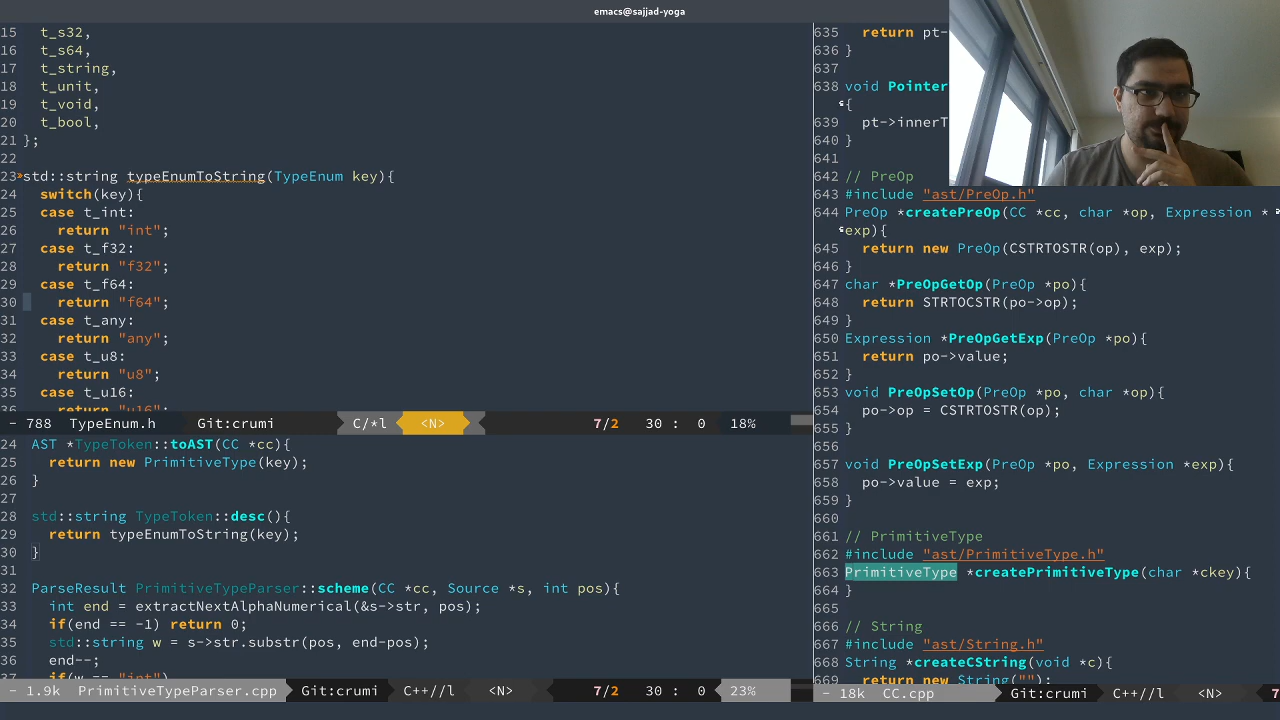 emacs@sajjad-yoga
15 t_s32,
16 t_s64,
17 t_string,
18 t_unit,
19 t_void,
20 t_bool,
21 };
22
23 std::string typeEnumToString(TypeEnum key){
24 switch(key){
25 case t_int:
26 return "int";
27 case t_f32:
28 return "f32";
29 case t_f64:
30 return "f64";
31 case t_any:
32 return "any";
33 case t_u8:
34 return "u8";
35 case t_u16:
36 return "u16";
- 788 TypeEnum.h Git:crumi C/*l <N> 7/2 30 : 0 18%
24 AST *TypeToken::toAST(CC *cc){
25 return new PrimitiveType(key);
26 }
27
28 std::string TypeToken::desc(){
29 return typeEnumToString(key);
30 }
31
32 ParseResult PrimitiveTypeParser::scheme(CC *cc, Source *s, int pos){
33 int end = extractNextAlphaNumerical(&s->str, pos);
34 if(end == -1) return 0;
35 std::string w = s->str.substr(pos, end-pos);
36 end--;
if(w == "int")
- 1.9k PrimitiveTypeParser.cpp Git:crumi C++//l <N> 7/2 30 : 0 23%
635 return pt-
636 }
637
638 void Pointer
{
639 pt->innerT
640 }
641
642 // PreOp
643 #include "ast/PreOp.h"
644 PreOp *createPreOp(CC *cc, char *op, Expression *
exp){
645 return new PreOp(CSTRTOSTR(op), exp);
646 }
647 char *PreOpGetOp(PreOp *po){
648 return STRTOCSTR(po->op);
649 }
650 Expression *PreOpGetExp(PreOp *po){
651 return po->value;
652 }
653 void PreOpSetOp(PreOp *po, char *op){
654 po->op = CSTRTOSTR(op);
655 }
656
657 void PreOpSetExp(PreOp *po, Expression *exp){
658 po->value = exp;
659 }
660
661 // PrimitiveType
662 #include "ast/PrimitiveType.h"
663 PrimitiveType *createPrimitiveType(char *ckey){
664 }
665
666 // String
667 #include "ast/String.h"
668 String *createCString(void *c){
669 return new String("");
- 18k CC.cpp Git:crumi C++//l <N> 7